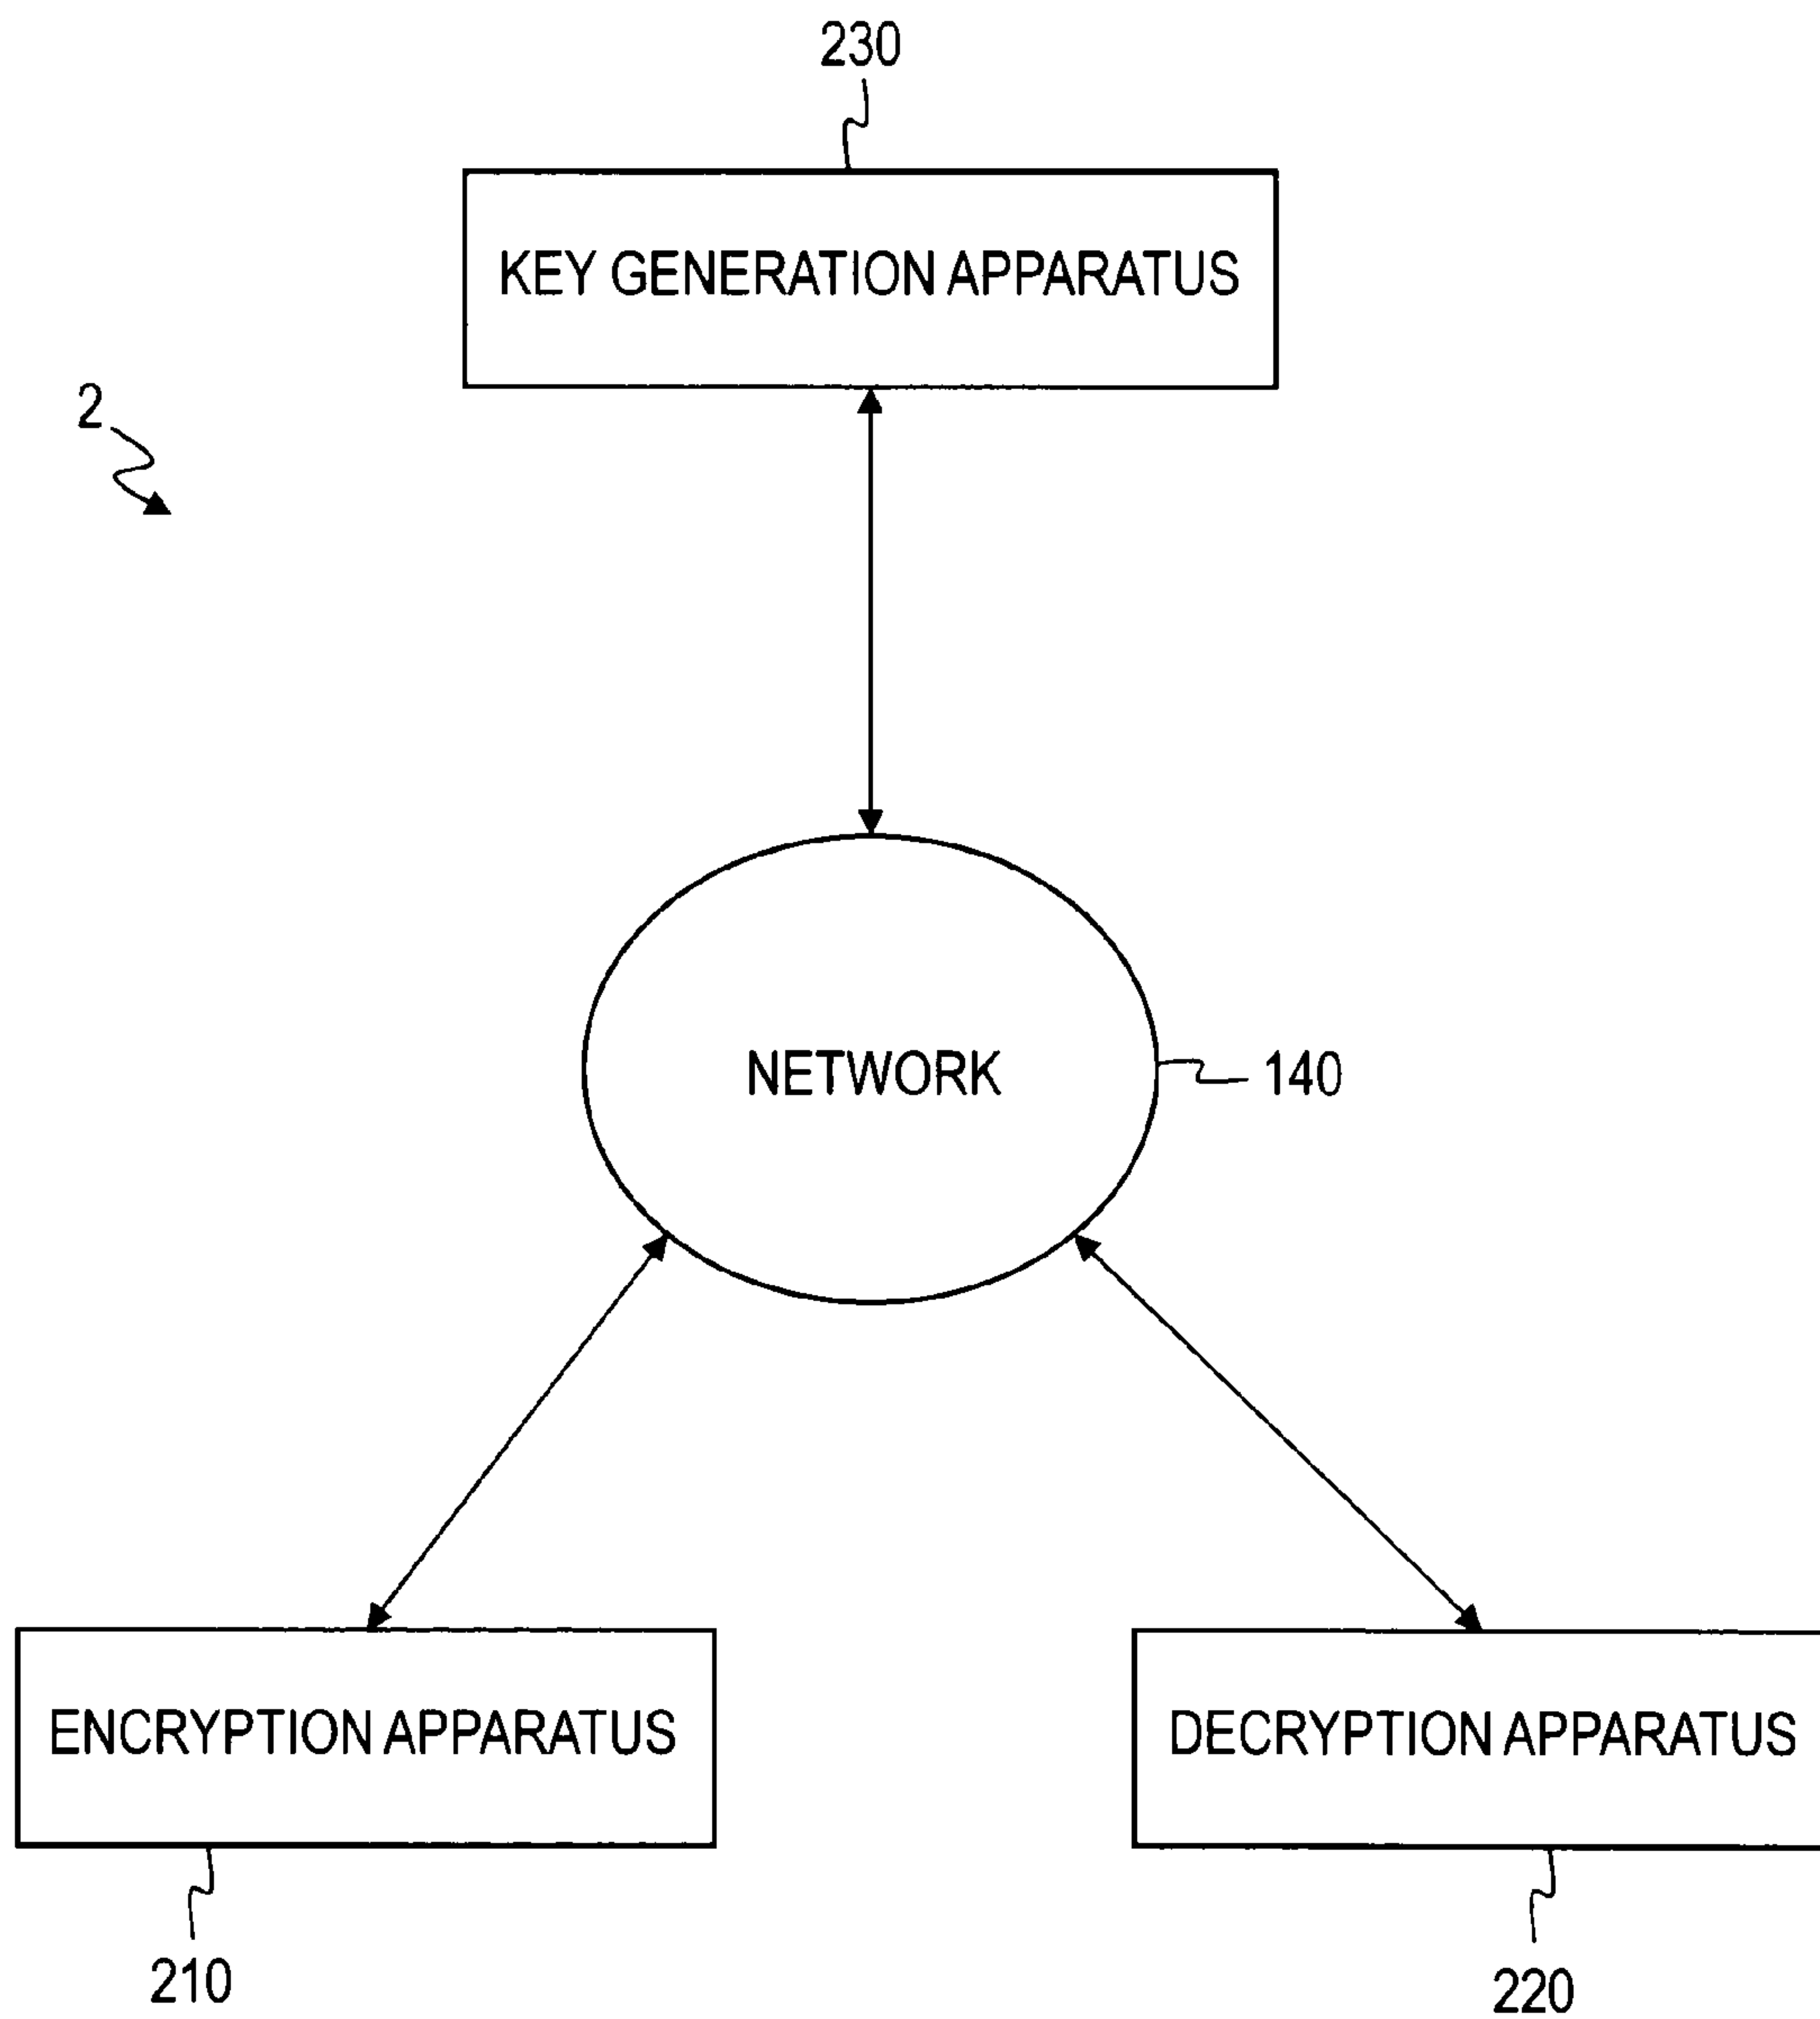 230
KEY GENERATION APPARATUS
2
NETWORK
140
ENCRYPTION APPARATUS
DECRYPTION APPARATUS
210
220